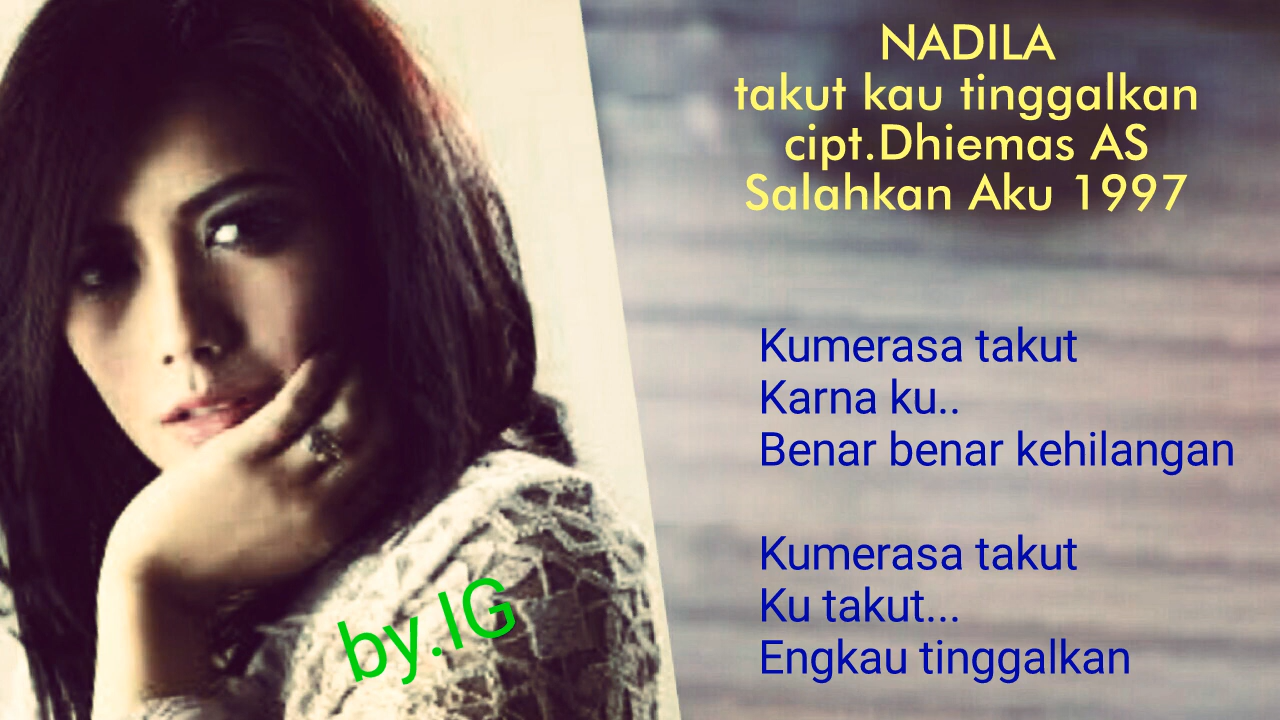 NADILA
takut kau tinggalkan
cipt.Dhiemas AS
Salahkan Aku 1997
Kumerasa takut
Karna ku..
Benar benar kehilangan
Kumerasa takut
Ku takut...
Engkau tinggalkan
by.IG